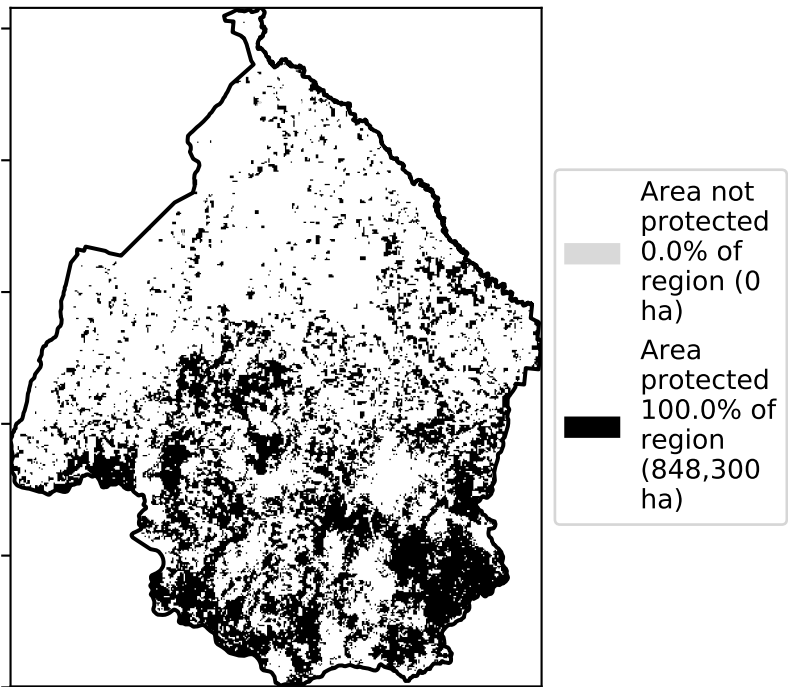 Area not
protected
0.0% of
region (0
ha)
Area
protected
100.0% of
region
(848,300
ha)